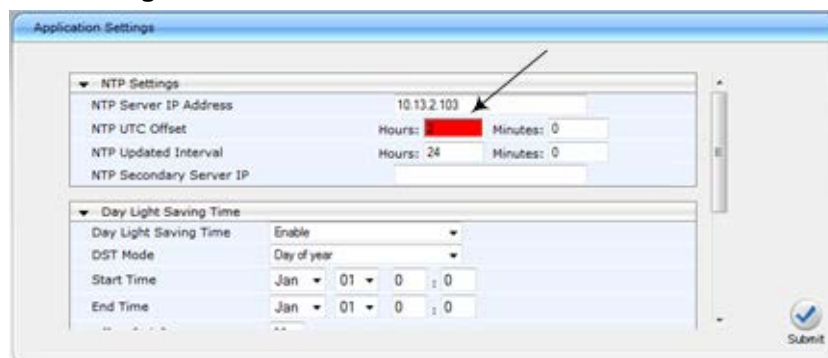 Application Settings
NTP Settings
NTP Server IP Address 10.13.2.103
NTP UTC Offset Hours: 2 Minutes: 0
NTP Updated Interval Hours: 24 Minutes: 0
NTP Secondary Server IP
Day Light Saving Time
Day Light Saving Time Enable
DST Mode Day of year
Start Time Jan 01 0 : 0
End Time Jan 01 0 : 0
Submit